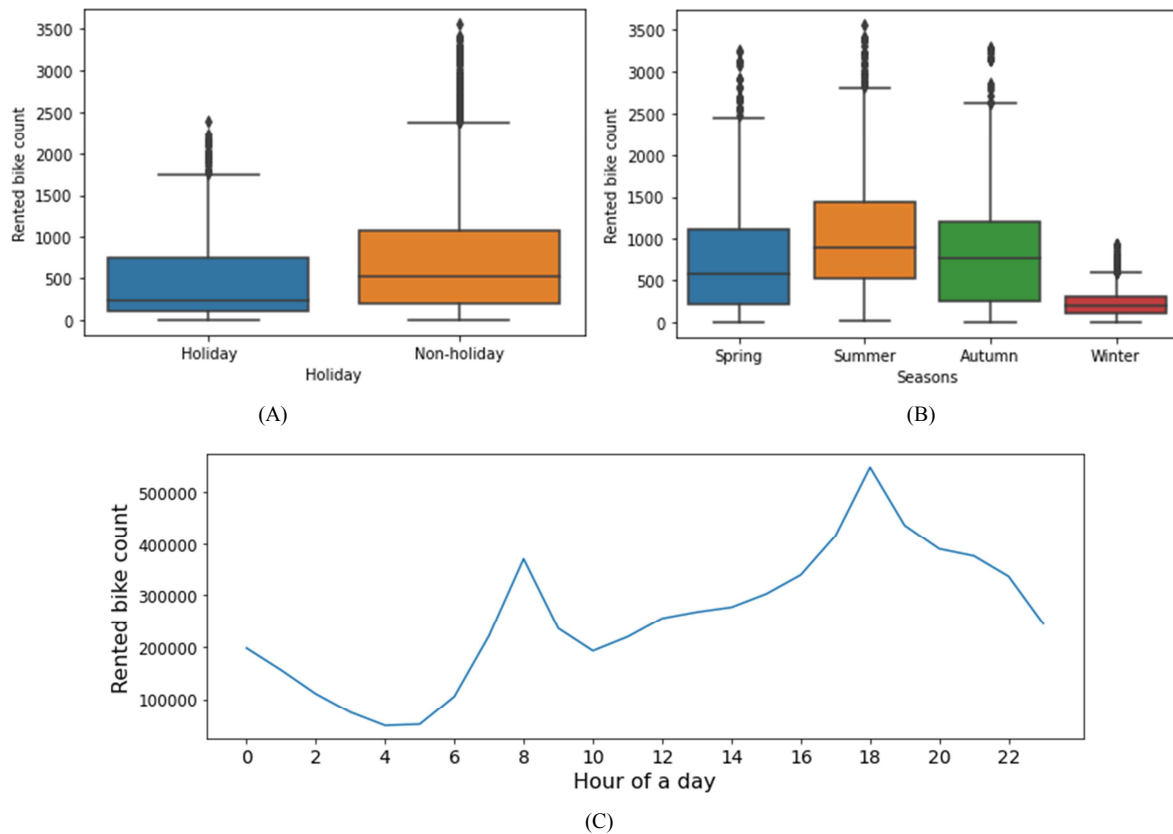 Rented bike count
3500
3000
2500
2000
1500
1000
500
0
Holiday Non-holiday
Holiday
(A)
Rented bike count
3500
3000
2500
2000
1500
1000
500
0
Spring Summer Autumn Winter
Seasons
(B)
Rented bike count
500000
400000
300000
200000
100000
0 2 4 6 8 10 12 14 16 18 20 22
Hour of a day
(C)